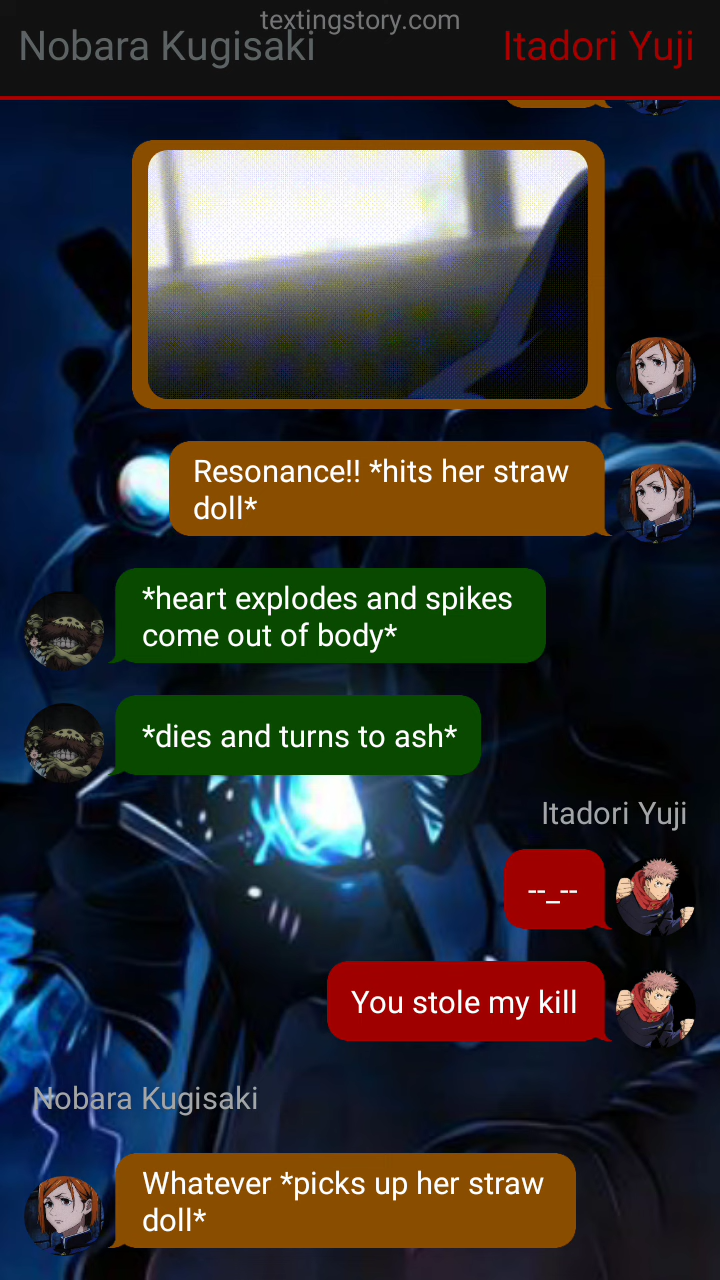 textingstory.com
Nobara Kugisaki
Itadori Yuji
Resonance!! *hits her straw
doll*
*heart explodes and spikes
come out of body*
*dies and turns to ash*
Itadori Yuji
--_--
You stole my kill
Nobara Kugisaki
Whatever *picks up her straw
doll*